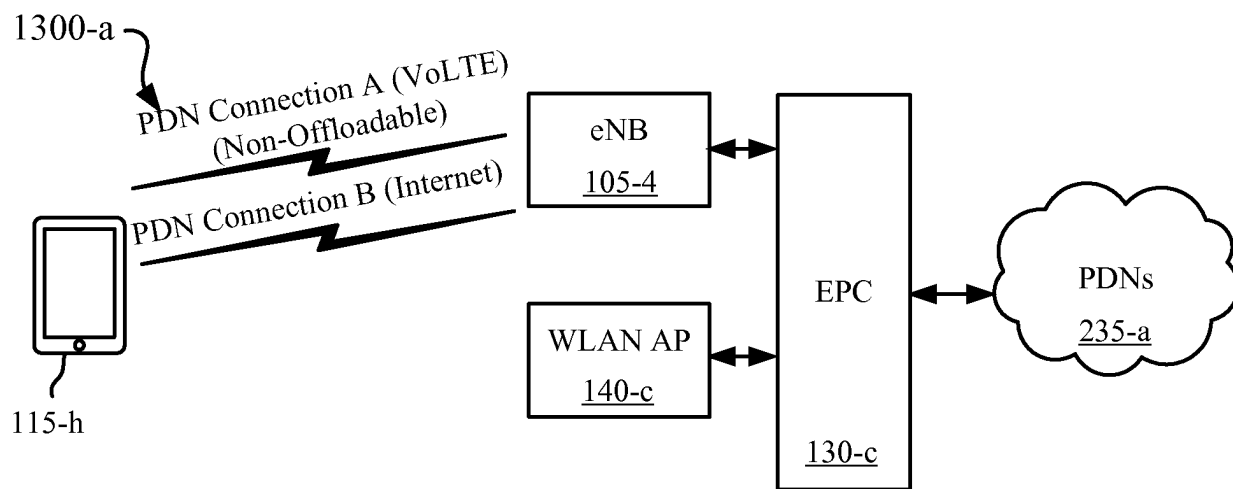 1300-a
PDN Connection A (VoLTE)
(Non-Offloadable)
PDN Connection B (Internet)
115-h
eNB
105-4
WLAN AP
140-c
EPC
130-c
PDNs
235-a